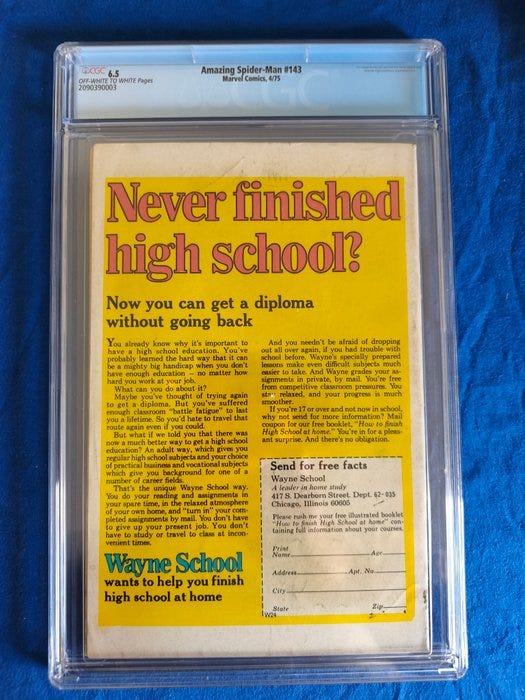 CGC 6.5
OFF-WHITE TO WHITE Pages
2090390003
Amazing Spider-Man #143
Marvel Comics, 4/75
CGC
Never finished
high school?
Now you can get a diploma
without going back
You already know why it's important to
have a high school education. You've
probably learned the hard way that it can
be a mighty big handicap when you don't
have enough education – no matter how
hard you work at your job.
What can you do about it?
Maybe you've thought of trying again
to get a diploma. But you've suffered
enough classroom "battle fatigue" to last
you a lifetime. So you'd hate to travel that
route again even if you could.
But what if we told you that there was
now a much better way to get a high school
education? An adult way, which gives you
regular high school subjects and your choice
of practical business and vocational subjects
which give you background for one of a
number of career fields.
That's the unique Wayne School way.
You do your reading and assignments in
your spare time, in the relaxed atmosphere
of your own home, and "turn in" your com-
pleted assignments by mail. You don't have
to give up your present job. You don't
have to study or travel to class at incon-
venient times.
Wayne School
wants to help you finish
high school at home
And you needn't be afraid of dropping
out all over again, if you had trouble with
school before. Wayne's specially prepared
lessons make even difficult subjects much
easier to take. And Wayne grades your as-
signments in private, by mail. You're free
from competitive classroom pressures. You
stay relaxed, and your progress is much
smoother.
If you're 17 or over and not now in school,
why not send for more information? Mail
coupon for our free booklet, "How to finish
High School at home." You're in for a pleas-
ant surprise. And there's no obligation.
Send for free facts
Wayne School
A leader in home study
417 S. Dearborn Street. Dept. 62-035
Chicago, Illinois 60605
Please rush me your free illustrated booklet
"How to finish High School at home" con-
taining full information about your courses.
Print
Name Age
Address Apt. No.
City
State Zip
W24